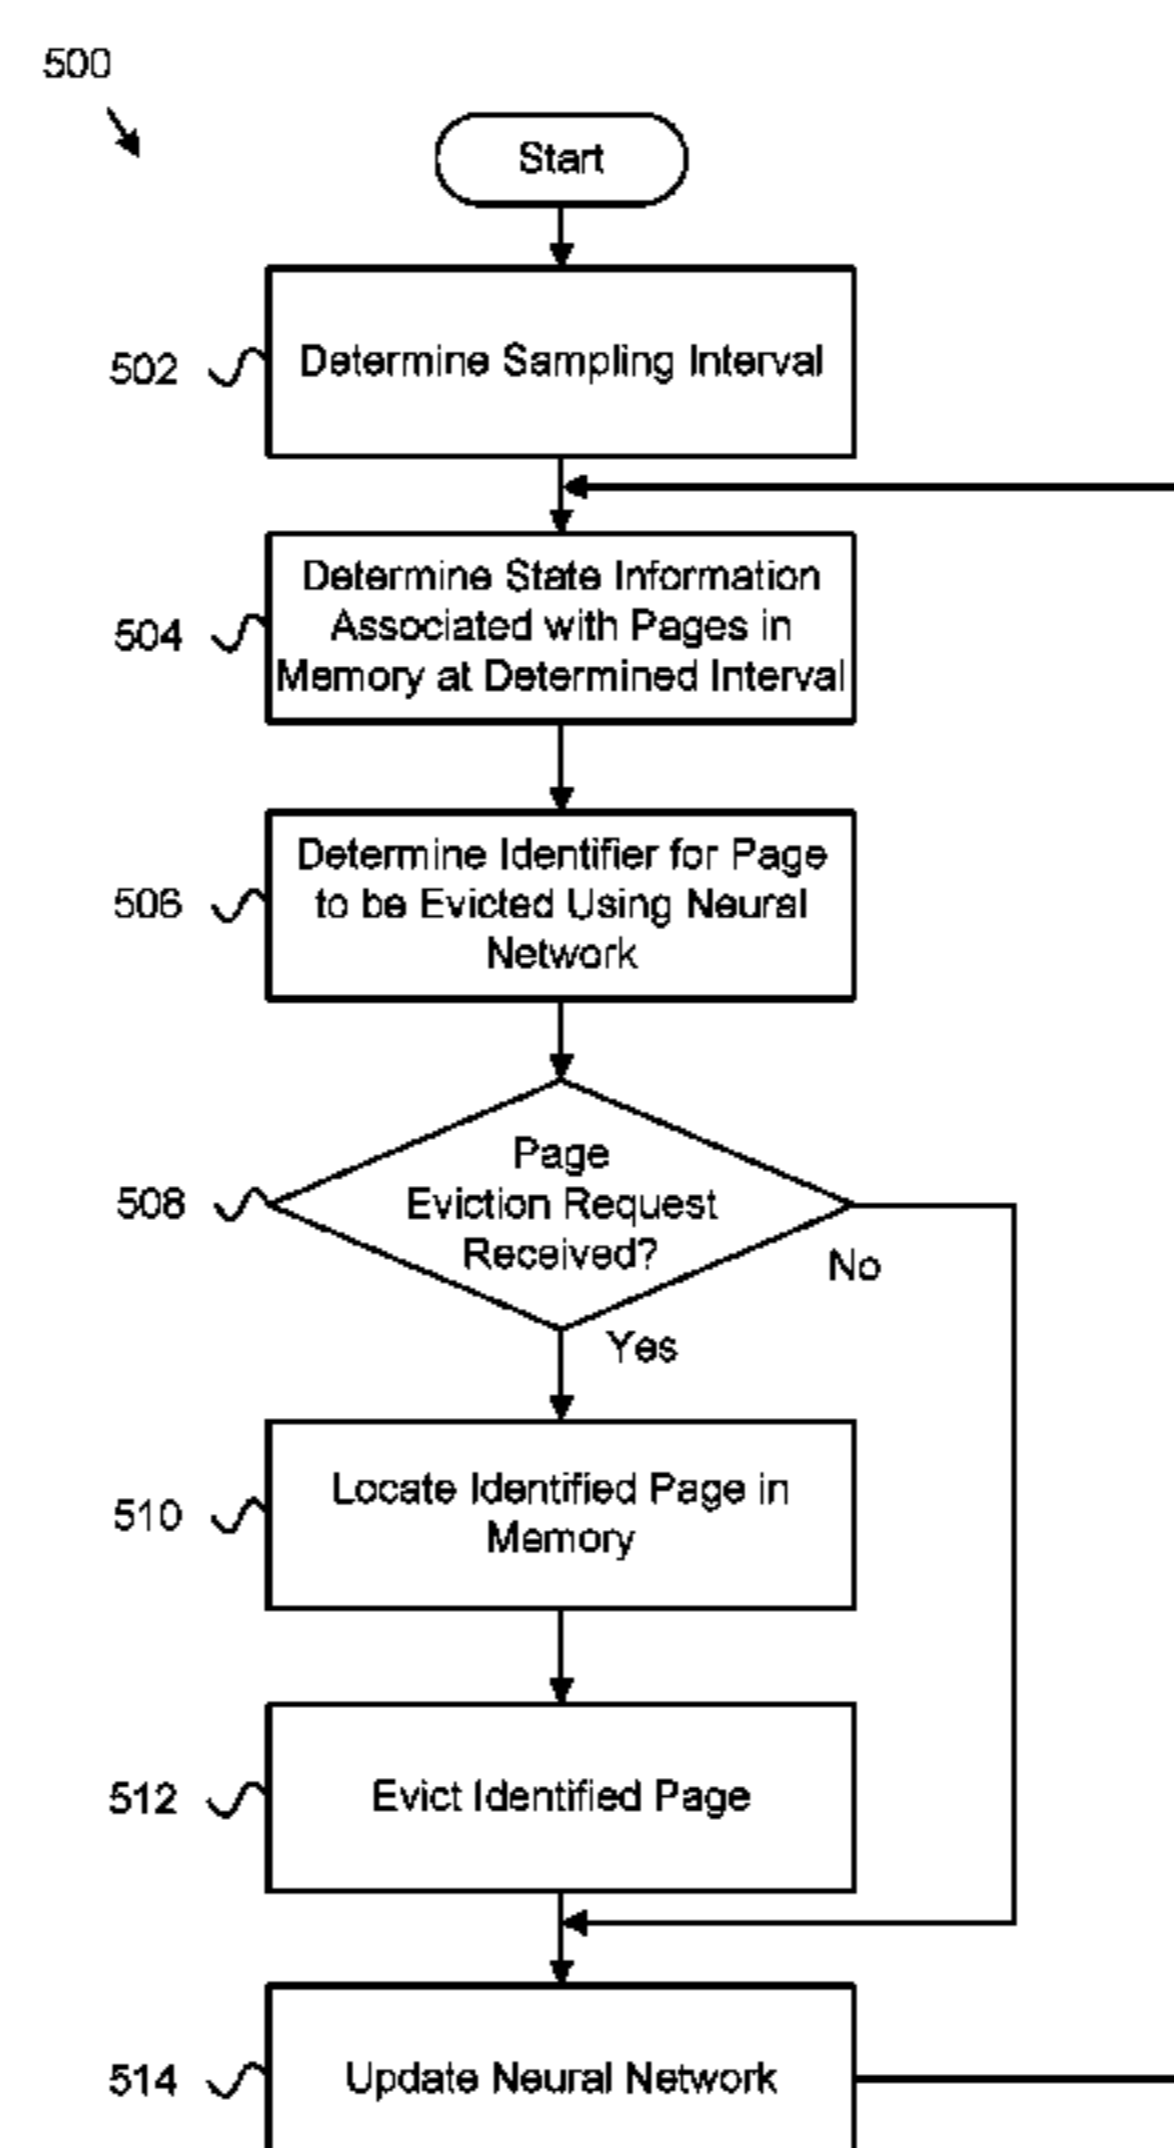 500
Start
502
Determine Sampling Interval
504
Determine State Information
Associated with Pages in
Memory at Determined Interval
506
Determine Identifier for Page
to be Evicted Using Neural
Network
508
Page
Eviction Request
Received?
No
Yes
510
Locate Identified Page in
Memory
512
Evict Identified Page
514
Update Neural Network